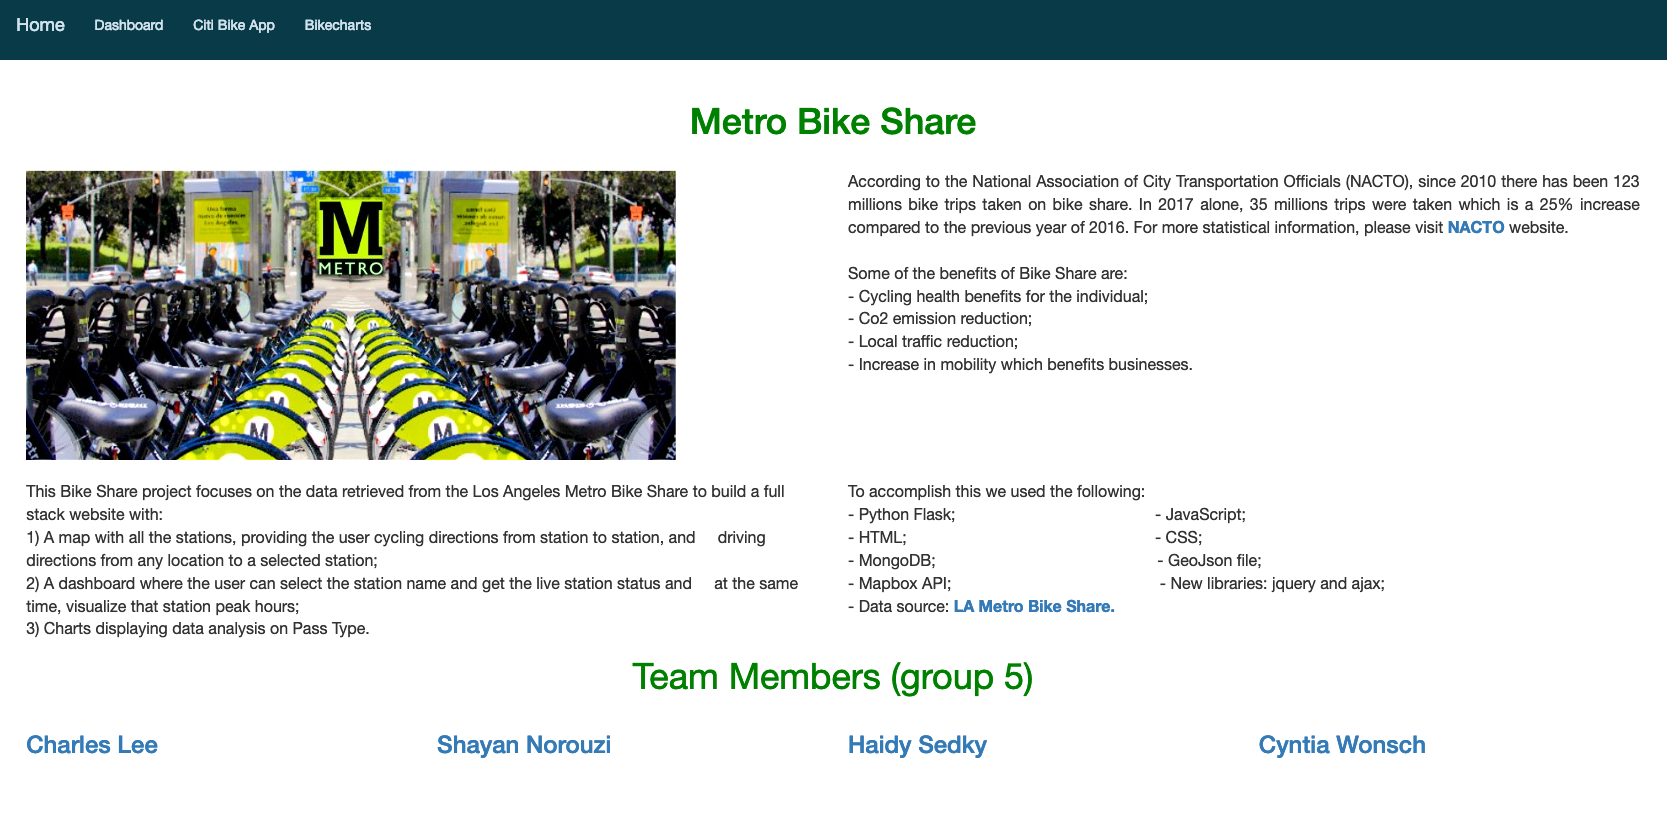 Home Dashboard Citi Bike App Bikecharts
Metro Bike Share
M
METRO
According to the National Association of City Transportation Officials (NACTO), since 2010 there has been 123
millions bike trips taken on bike share. In 2017 alone, 35 millions trips were taken which is a 25% increase
compared to the previous year of 2016. For more statistical information, please visit NACTO website.
Some of the benefits of Bike Share are:
- Cycling health benefits for the individual;
- Co2 emission reduction;
- Local traffic reduction;
- Increase in mobility which benefits businesses.
This Bike Share project focuses on the data retrieved from the Los Angeles Metro Bike Share to build a full
stack website with:
1) A map with all the stations, providing the user cycling directions from station to station, and driving
directions from any location to a selected station;
2) A dashboard where the user can select the station name and get the live station status and at the same
time, visualize that station peak hours;
3) Charts displaying data analysis on Pass Type.
To accomplish this we used the following:
- Python Flask; - JavaScript;
- HTML; - CSS;
- MongoDB; - GeoJson file;
- Mapbox API; - New libraries: jquery and ajax;
- Data source: LA Metro Bike Share.
Team Members (group 5)
Charles Lee Shayan Norouzi Haidy Sedky Cyntia Wonsch